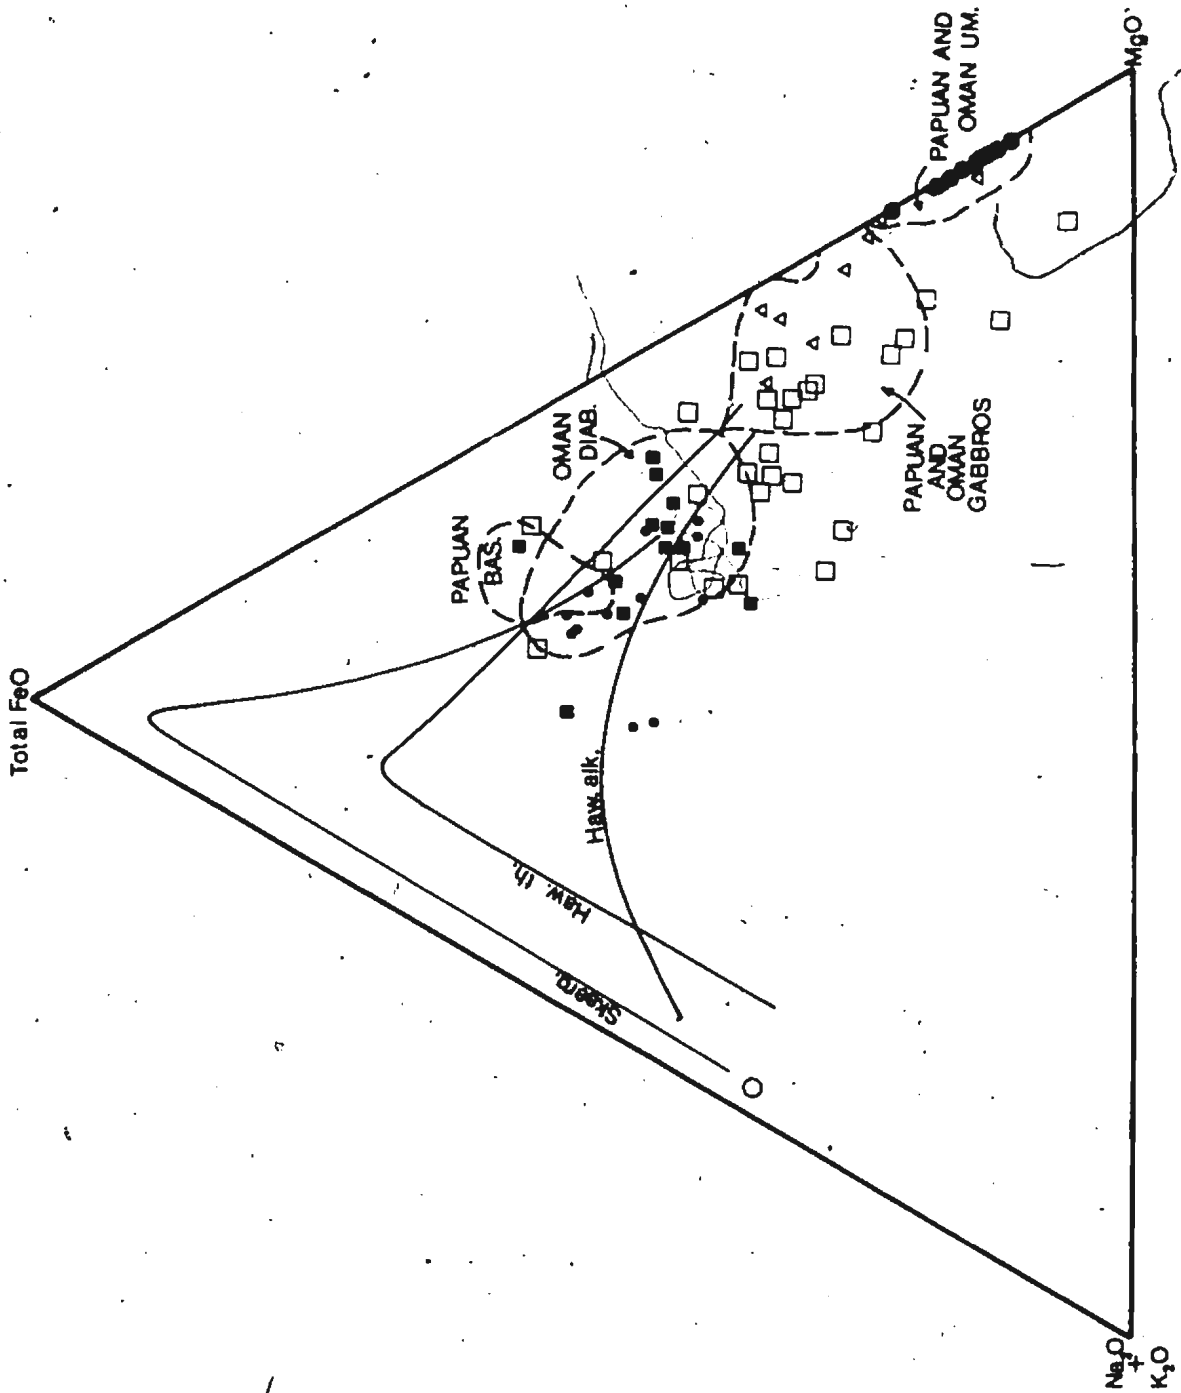 Total FeO
PAPUAN
BAS.
OMAN
DIAB.
PAPUAN AND
OMAN UM.
MgO
PAPUAN
AND
OMAN
GABBROS
Haw. alk.
Haw. th.
Skaerg.
Na₂O
+
K₂O